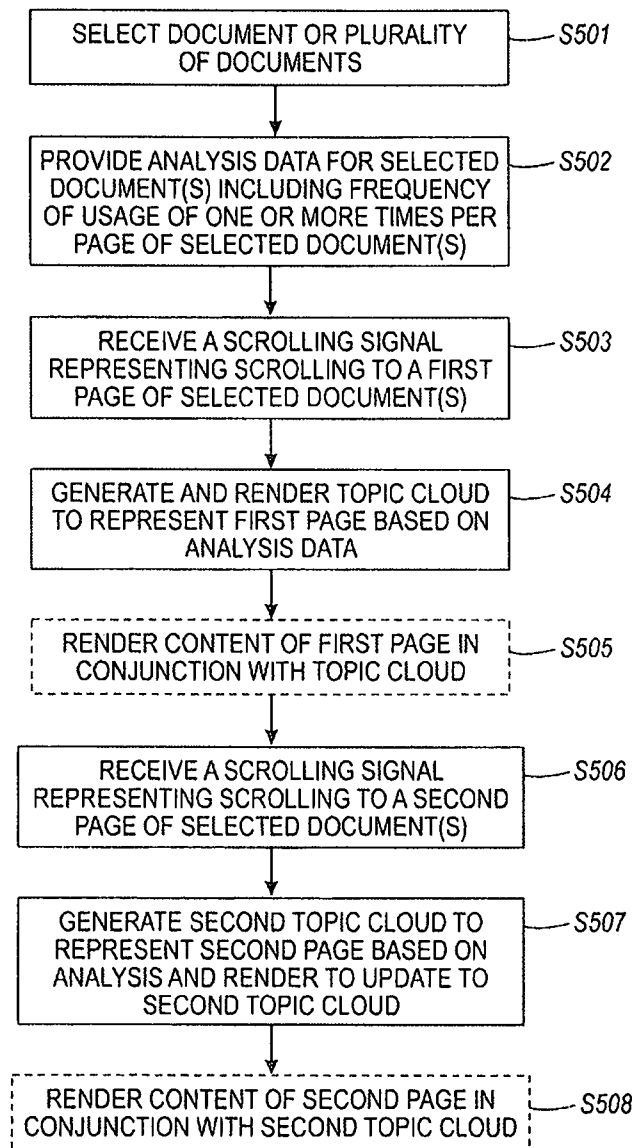 SELECT DOCUMENT OR PLURALITY
OF DOCUMENTS
S501
PROVIDE ANALYSIS DATA FOR SELECTED
DOCUMENT(S) INCLUDING FREQUENCY
OF USAGE OF ONE OR MORE TIMES PER
PAGE OF SELECTED DOCUMENT(S)
S502
RECEIVE A SCROLLING SIGNAL
REPRESENTING SCROLLING TO A FIRST
PAGE OF SELECTED DOCUMENT(S)
S503
GENERATE AND RENDER TOPIC CLOUD
TO REPRESENT FIRST PAGE BASED ON
ANALYSIS DATA
S504
RENDER CONTENT OF FIRST PAGE IN
CONJUNCTION WITH TOPIC CLOUD
S505
RECEIVE A SCROLLING SIGNAL
REPRESENTING SCROLLING TO A SECOND
PAGE OF SELECTED DOCUMENT(S)
S506
GENERATE SECOND TOPIC CLOUD TO
REPRESENT SECOND PAGE BASED ON
ANALYSIS AND RENDER TO UPDATE TO
SECOND TOPIC CLOUD
S507
RENDER CONTENT OF SECOND PAGE IN
CONJUNCTION WITH SECOND TOPIC CLOUD
S508